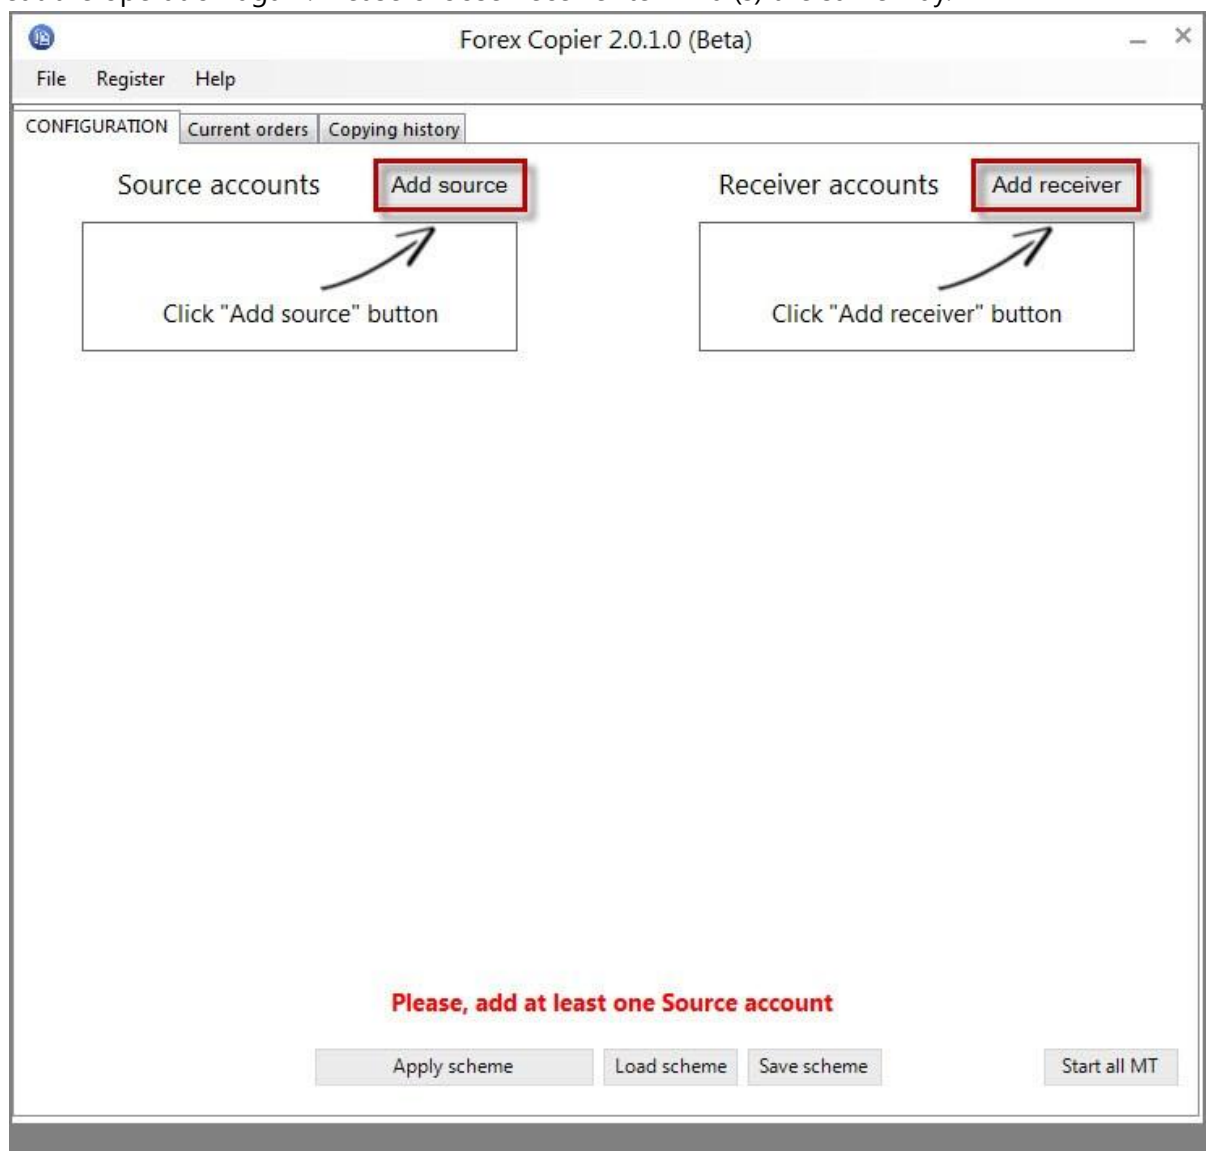 Forex Copier 2.0.1.0 (Beta)
File Register Help
CONFIGURATION Current orders Copying history
Source accounts Add source Receiver accounts Add receiver
Click "Add source" button Click "Add receiver" button
Please, add at least one Source account
Apply scheme Load scheme Save scheme Start all MT